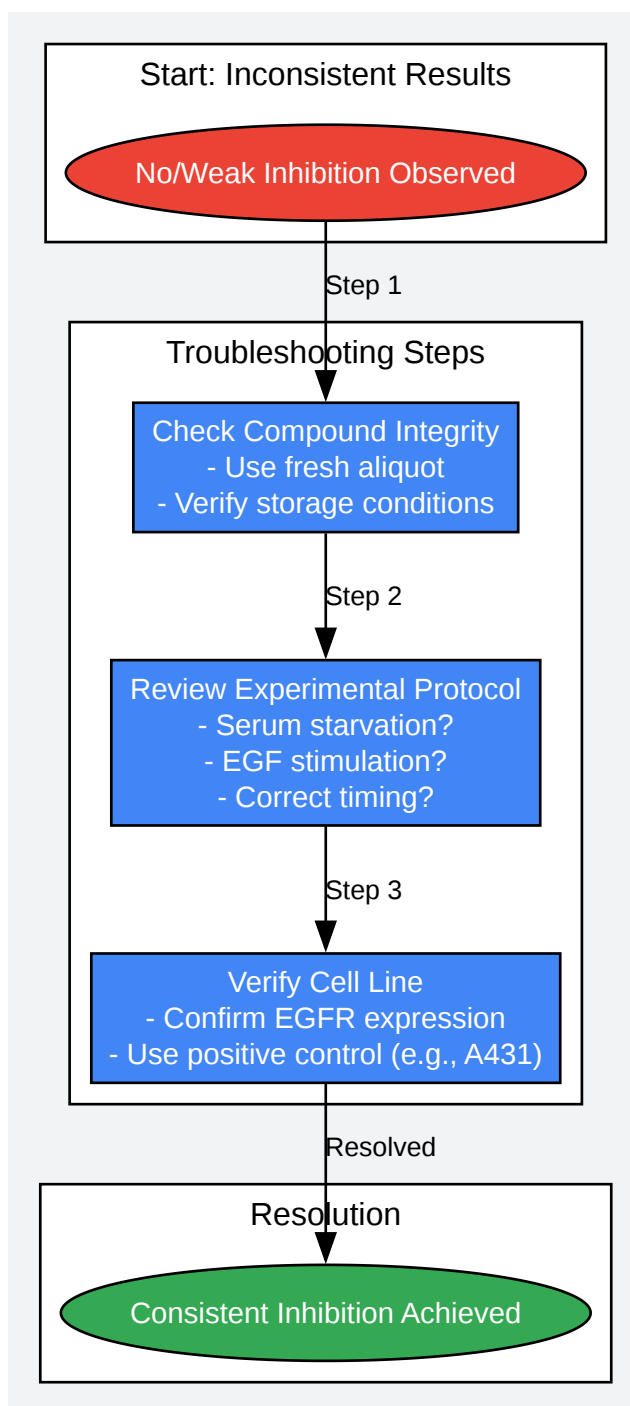 Start: Inconsistent Results
No/Weak Inhibition Observed
Step 1
Troubleshooting Steps
Check Compound Integrity
- Use fresh aliquot
- Verify storage conditions
Step 2
Review Experimental Protocol
- Serum starvation?
- EGF stimulation?
- Correct timing?
Step 3
Verify Cell Line
- Confirm EGFR expression
- Use positive control (e.g., A431)
Resolved
Resolution
Consistent Inhibition Achieved